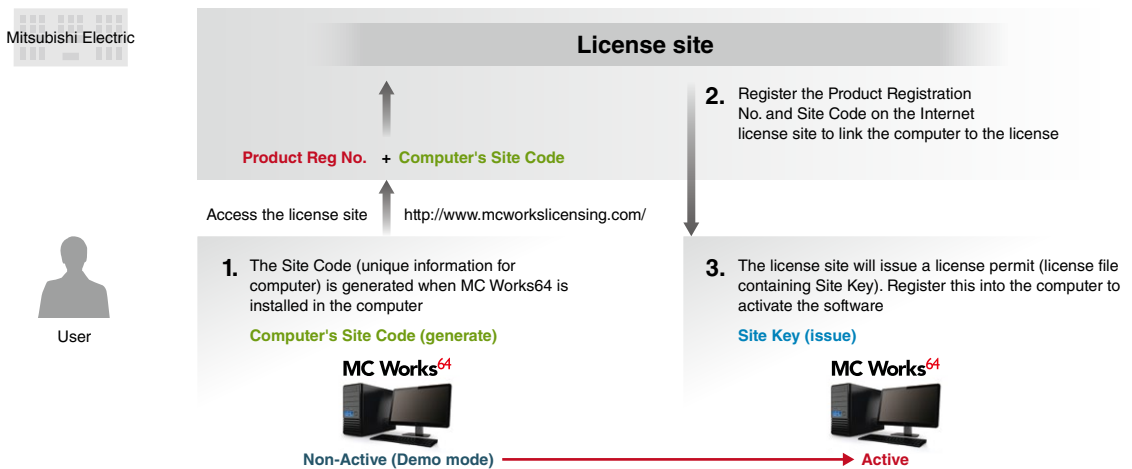 Mitsubishi Electric
License site
2. Register the Product Registration
No. and Site Code on the Internet
license site to link the computer to the license
Product Reg No. + Computer's Site Code
Access the license site http://www.mcworkslicensing.com/
1. The Site Code (unique information for
computer) is generated when MC Works64 is
installed in the computer
Computer's Site Code (generate)
MC Works64
Non-Active (Demo mode)
3. The license site will issue a license permit (license file
containing Site Key). Register this into the computer to
activate the software
Site Key (issue)
MC Works64
Active
User